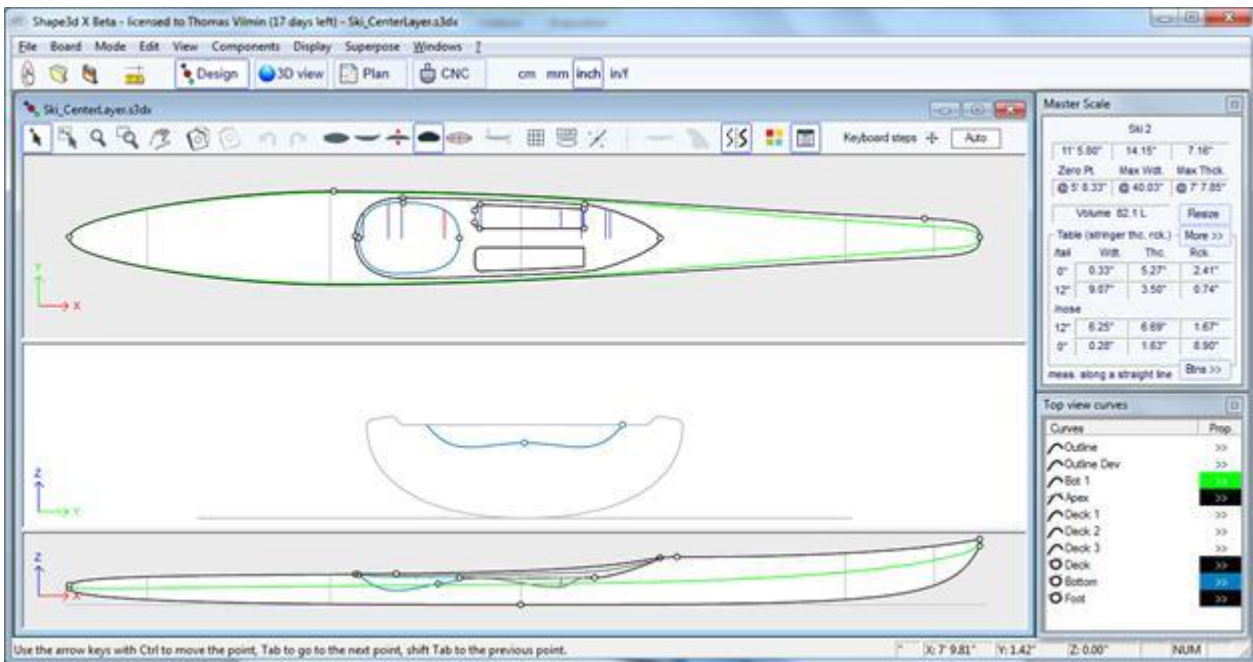 Shape3d X Beta - licensed to Thomas Vilmin (17 days left) - Ski_CenterLayer.s3dx
File Board Mode Edit View Components Display Superpose Windows ?
Design 3D view Plan CNC cm mm inch in/f
Ski_CenterLayer.s3dx
Keyboard steps Auto
Y
X
Z
Y
Z
X
Master Scale
Ski 2
11' 5.80" 14.15" 7.16"
Zero Pt. Max Wdt. Max Thck.
@ 5' 8.33" @ 40.03" @ 7' 7.85"
Volume 82.1 L Resize
Table (stringer thc. rck.) More >>
/tail Wdt. Thc. Rck.
0" 0.33" 5.27" 2.41"
12" 9.07" 3.50" 0.74"
/nose
12" 6.25" 6.69" 1.67"
0" 0.28" 1.63" 8.90"
meas. along a straight line Btns >>
Top view curves
Curves Prop.
Outline >>
Outline Dev >>
Bot 1 >>
Apex >>
Deck 1 >>
Deck 2 >>
Deck 3 >>
Deck >>
Bottom >>
Foot >>
Use the arrow keys with Ctrl to move the point, Tab to go to the next point, shift Tab to the previous point. " X: 7' 9.81" Y: 1.42" Z: 0.00" NUM